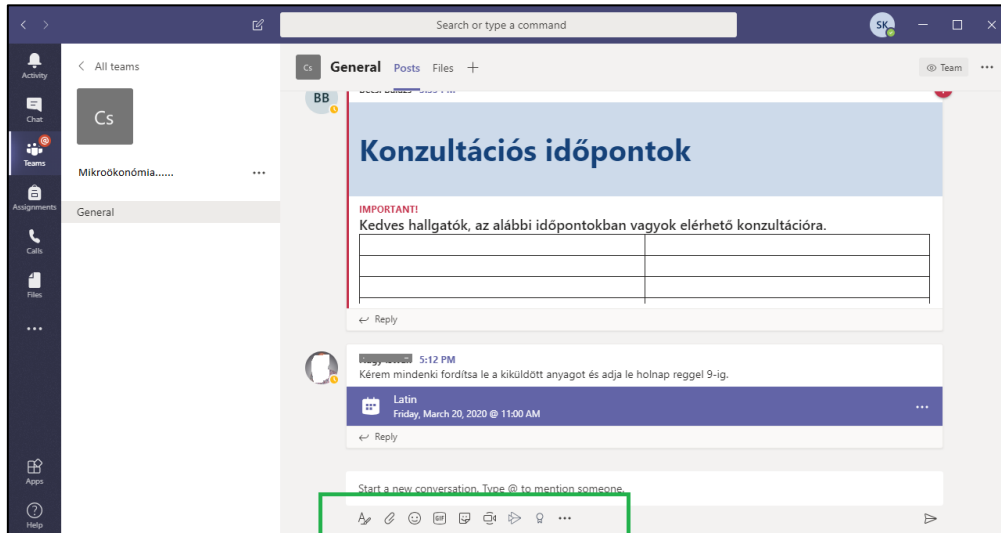 Search or type a command
SK
Activity
Chat
Teams
Assignments
Calls
Files
Apps
Help
All teams
Cs
Mikroökonómia......
General
Cs General Posts Files
Team
BB
Konzultációs időpontok
IMPORTANT!
Kedves hallgatók, az alábbi időpontokban vagyok elérhető konzultációra.
Reply
5:12 PM
Kérem mindenki fordítsa le a kiküldött anyagot és adja le holnap reggel 9-ig.
Latin
Friday, March 20, 2020 @ 11:00 AM
Reply
Start a new conversation. Type @ to mention someone.
GIF